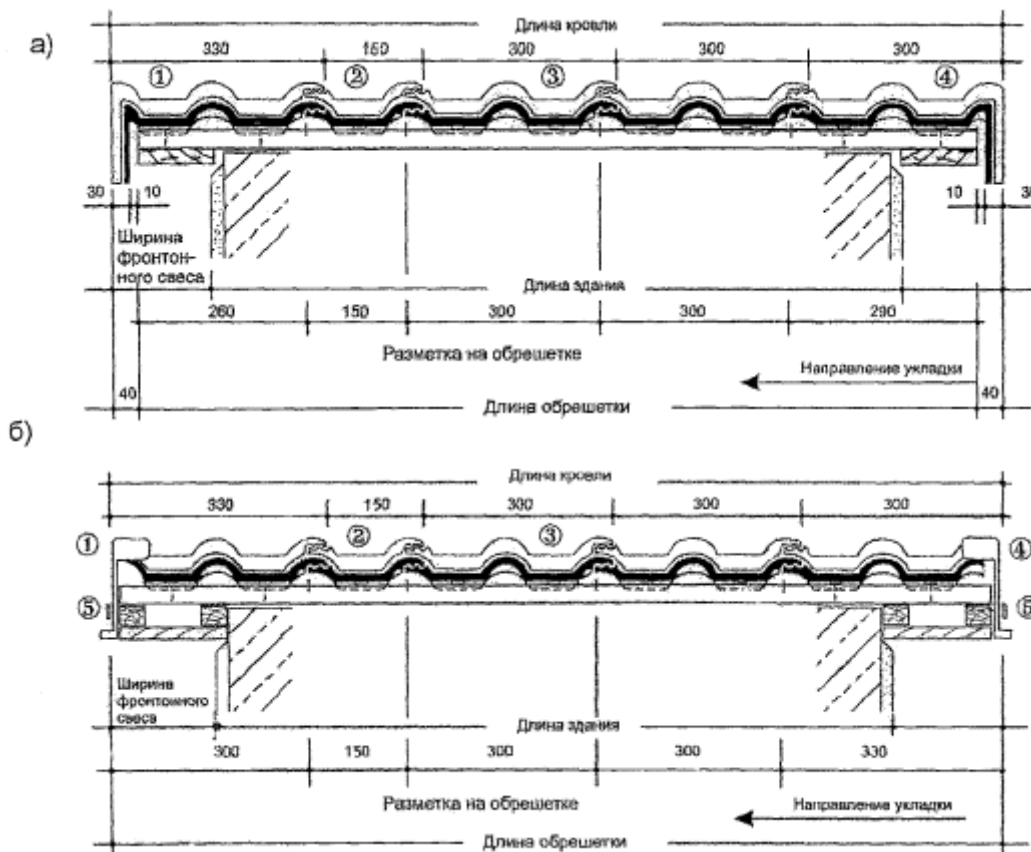 а)
Длина кровли
330 150 300 300 300
① ② ③ ④
30 10 10
Ширина
фронтон-
ного свеса
Длина здания
260 150 300 300 290
Разметка на обрешетке
Направление укладки
40 40
Длина обрешетки
б)
Длина кровли
330 150 300 300 300
① ② ③ ④
⑤ ⑤
Ширина
фронтонного
свеса
Длина здания
300 150 300 300 330
Разметка на обрешетке
Направление укладки
Длина обрешетки